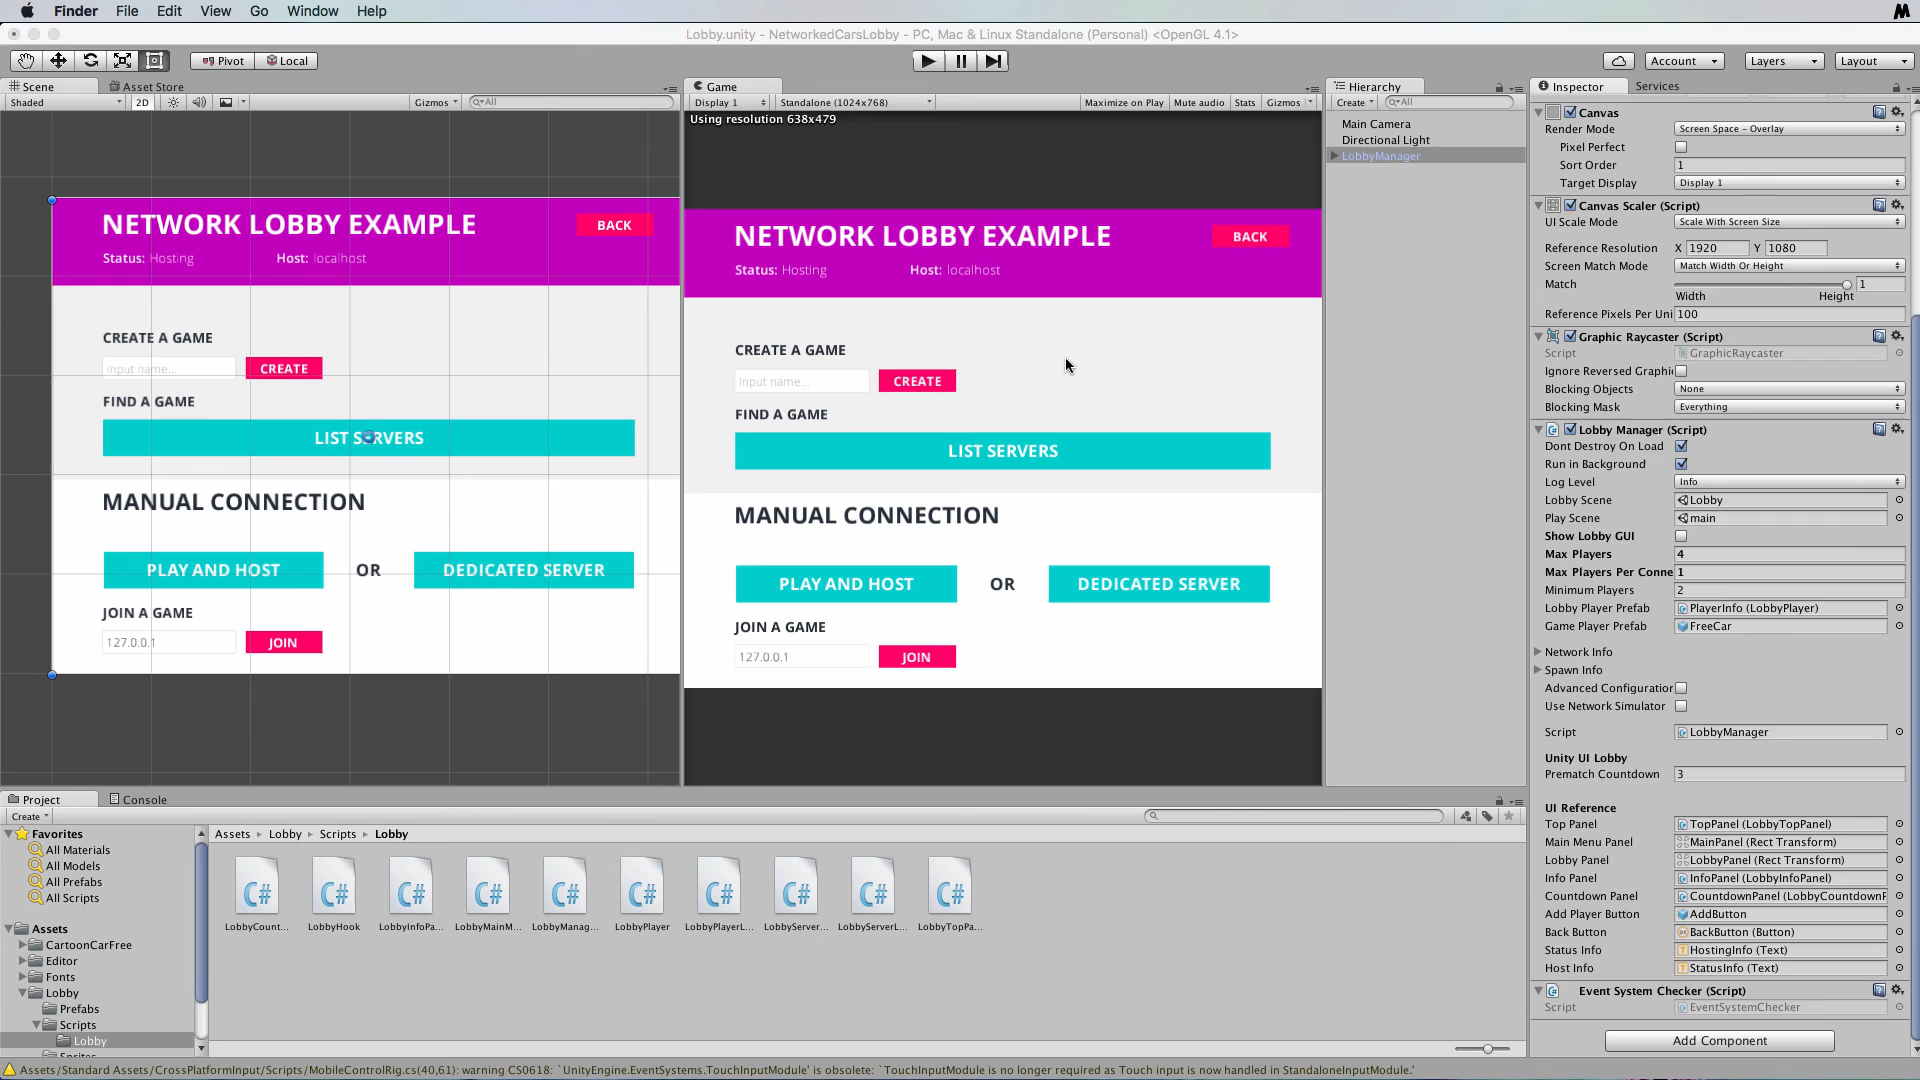 Finder File Edit View Go Window Help
Lobby.unity - NetworkedCarsLobby - PC, Mac & Linux Standalone (Personal) <OpenGL 4.1>
Pivot Local Account Layers Layout
Scene Asset Store
Shaded 2D Gizmos All
NETWORK LOBBY EXAMPLE BACK
Status: Hosting Host: localhost
CREATE A GAME
Input name... CREATE
FIND A GAME
LIST SERVERS
MANUAL CONNECTION
PLAY AND HOST OR DEDICATED SERVER
JOIN A GAME
127.0.0.1 JOIN
Game
Display 1 Standalone (1024x768) Maximize on Play Mute audio Stats Gizmos
Using resolution 638x479
NETWORK LOBBY EXAMPLE BACK
Status: Hosting Host: localhost
CREATE A GAME
Input name... CREATE
FIND A GAME
LIST SERVERS
MANUAL CONNECTION
PLAY AND HOST OR DEDICATED SERVER
JOIN A GAME
127.0.0.1 JOIN
Hierarchy
Create All
Main Camera
Directional Light
LobbyManager
Inspector Services
Canvas
Render Mode Screen Space - Overlay
Pixel Perfect
Sort Order 1
Target Display Display 1
Canvas Scaler (Script)
UI Scale Mode Scale With Screen Size
Reference Resolution X 1920 Y 1080
Screen Match Mode Match Width Or Height
Match 1
Width Height
Reference Pixels Per Uni 100
Graphic Raycaster (Script)
Script GraphicRaycaster
Ignore Reversed Graphi
Blocking Objects None
Blocking Mask Everything
Lobby Manager (Script)
Dont Destroy On Load
Run in Background
Log Level Info
Lobby Scene Lobby
Play Scene main
Show Lobby GUI
Max Players 4
Max Players Per Conne 1
Minimum Players 2
Lobby Player Prefab PlayerInfo (LobbyPlayer)
Game Player Prefab FreeCar
Network Info
Spawn Info
Advanced Configuration
Use Network Simulator
Script LobbyManager
Unity UI Lobby
Prematch Countdown 3
UI Reference
Top Panel TopPanel (LobbyTopPanel)
Main Menu Panel MainPanel (Rect Transform)
Lobby Panel LobbyPanel (Rect Transform)
Info Panel InfoPanel (LobbyInfoPanel)
Countdown Panel CountdownPanel (LobbyCountdownP
Add Player Button AddButton
Back Button BackButton (Button)
Status Info HostingInfo (Text)
Host Info StatusInfo (Text)
Event System Checker (Script)
Script EventSystemChecker
Add Component
Project Console
Create
Favorites
All Materials
All Models
All Prefabs
All Scripts
Assets
CartoonCarFree
Editor
Fonts
Lobby
Prefabs
Scripts
Lobby
Sprites
Assets Lobby Scripts Lobby
LobbyCount... LobbyHook LobbyInfoPa... LobbyMainM... LobbyManag... LobbyPlayer LobbyPlayerL... LobbyServer... LobbyServerL... LobbyTopPa...
Assets/Standard Assets/CrossPlatformInput/Scripts/MobileControlRig.cs(40,61): warning CS0618: `UnityEngine.EventSystems.TouchInputModule' is obsolete: `TouchInputModule is no longer required as Touch input is now handled in StandaloneInputModule.'